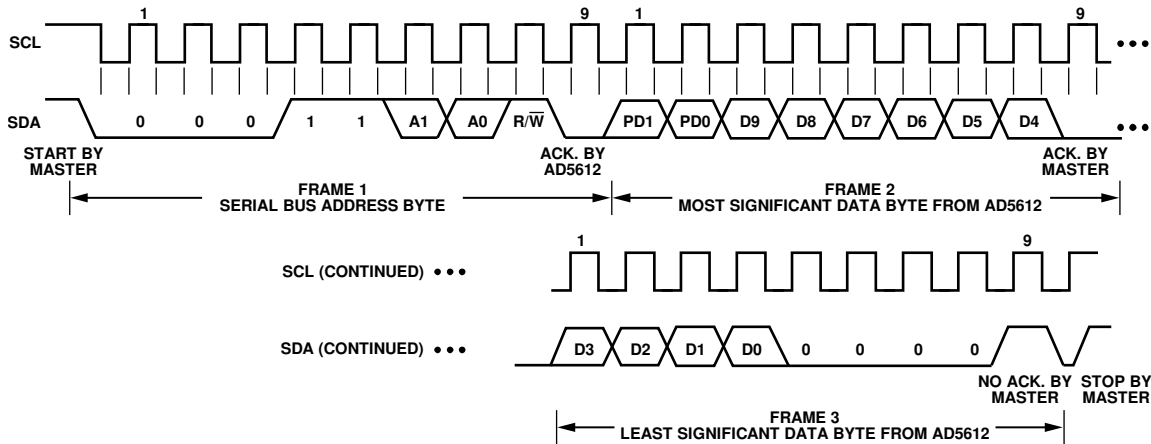 1 9 1 9
SCL
SDA 0 0 0 1 1 A1 A0 R/W̅ PD1 PD0 D9 D8 D7 D6 D5 D4
START BY
MASTER
ACK. BY
AD5612
ACK. BY
MASTER
FRAME 1
SERIAL BUS ADDRESS BYTE
FRAME 2
MOST SIGNIFICANT DATA BYTE FROM AD5612
1 9
SCL (CONTINUED)
SDA (CONTINUED) D3 D2 D1 D0 0 0 0 0
NO ACK. BY
MASTER
STOP BY
MASTER
FRAME 3
LEAST SIGNIFICANT DATA BYTE FROM AD5612